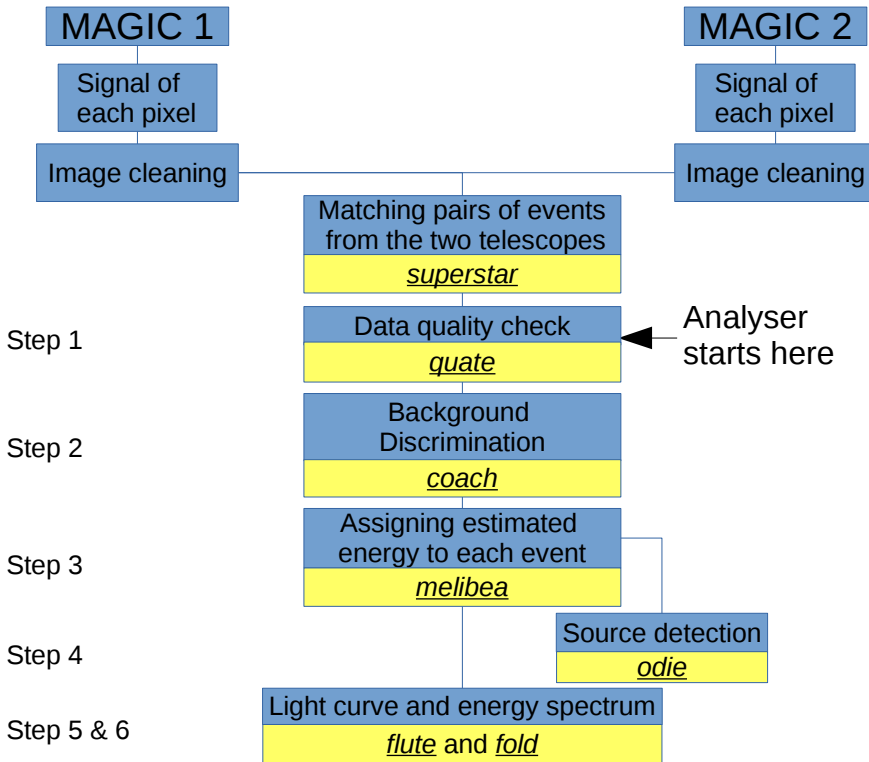 MAGIC 1
MAGIC 2
Signal of
each pixel
Signal of
each pixel
Image cleaning
Image cleaning
Matching pairs of events
from the two telescopes
superstar
Step 1
Data quality check
quate
Analyser
starts here
Step 2
Background
Discrimination
coach
Step 3
Assigning estimated
energy to each event
melibea
Step 4
Source detection
odie
Step 5 & 6
Light curve and energy spectrum
flute and fold